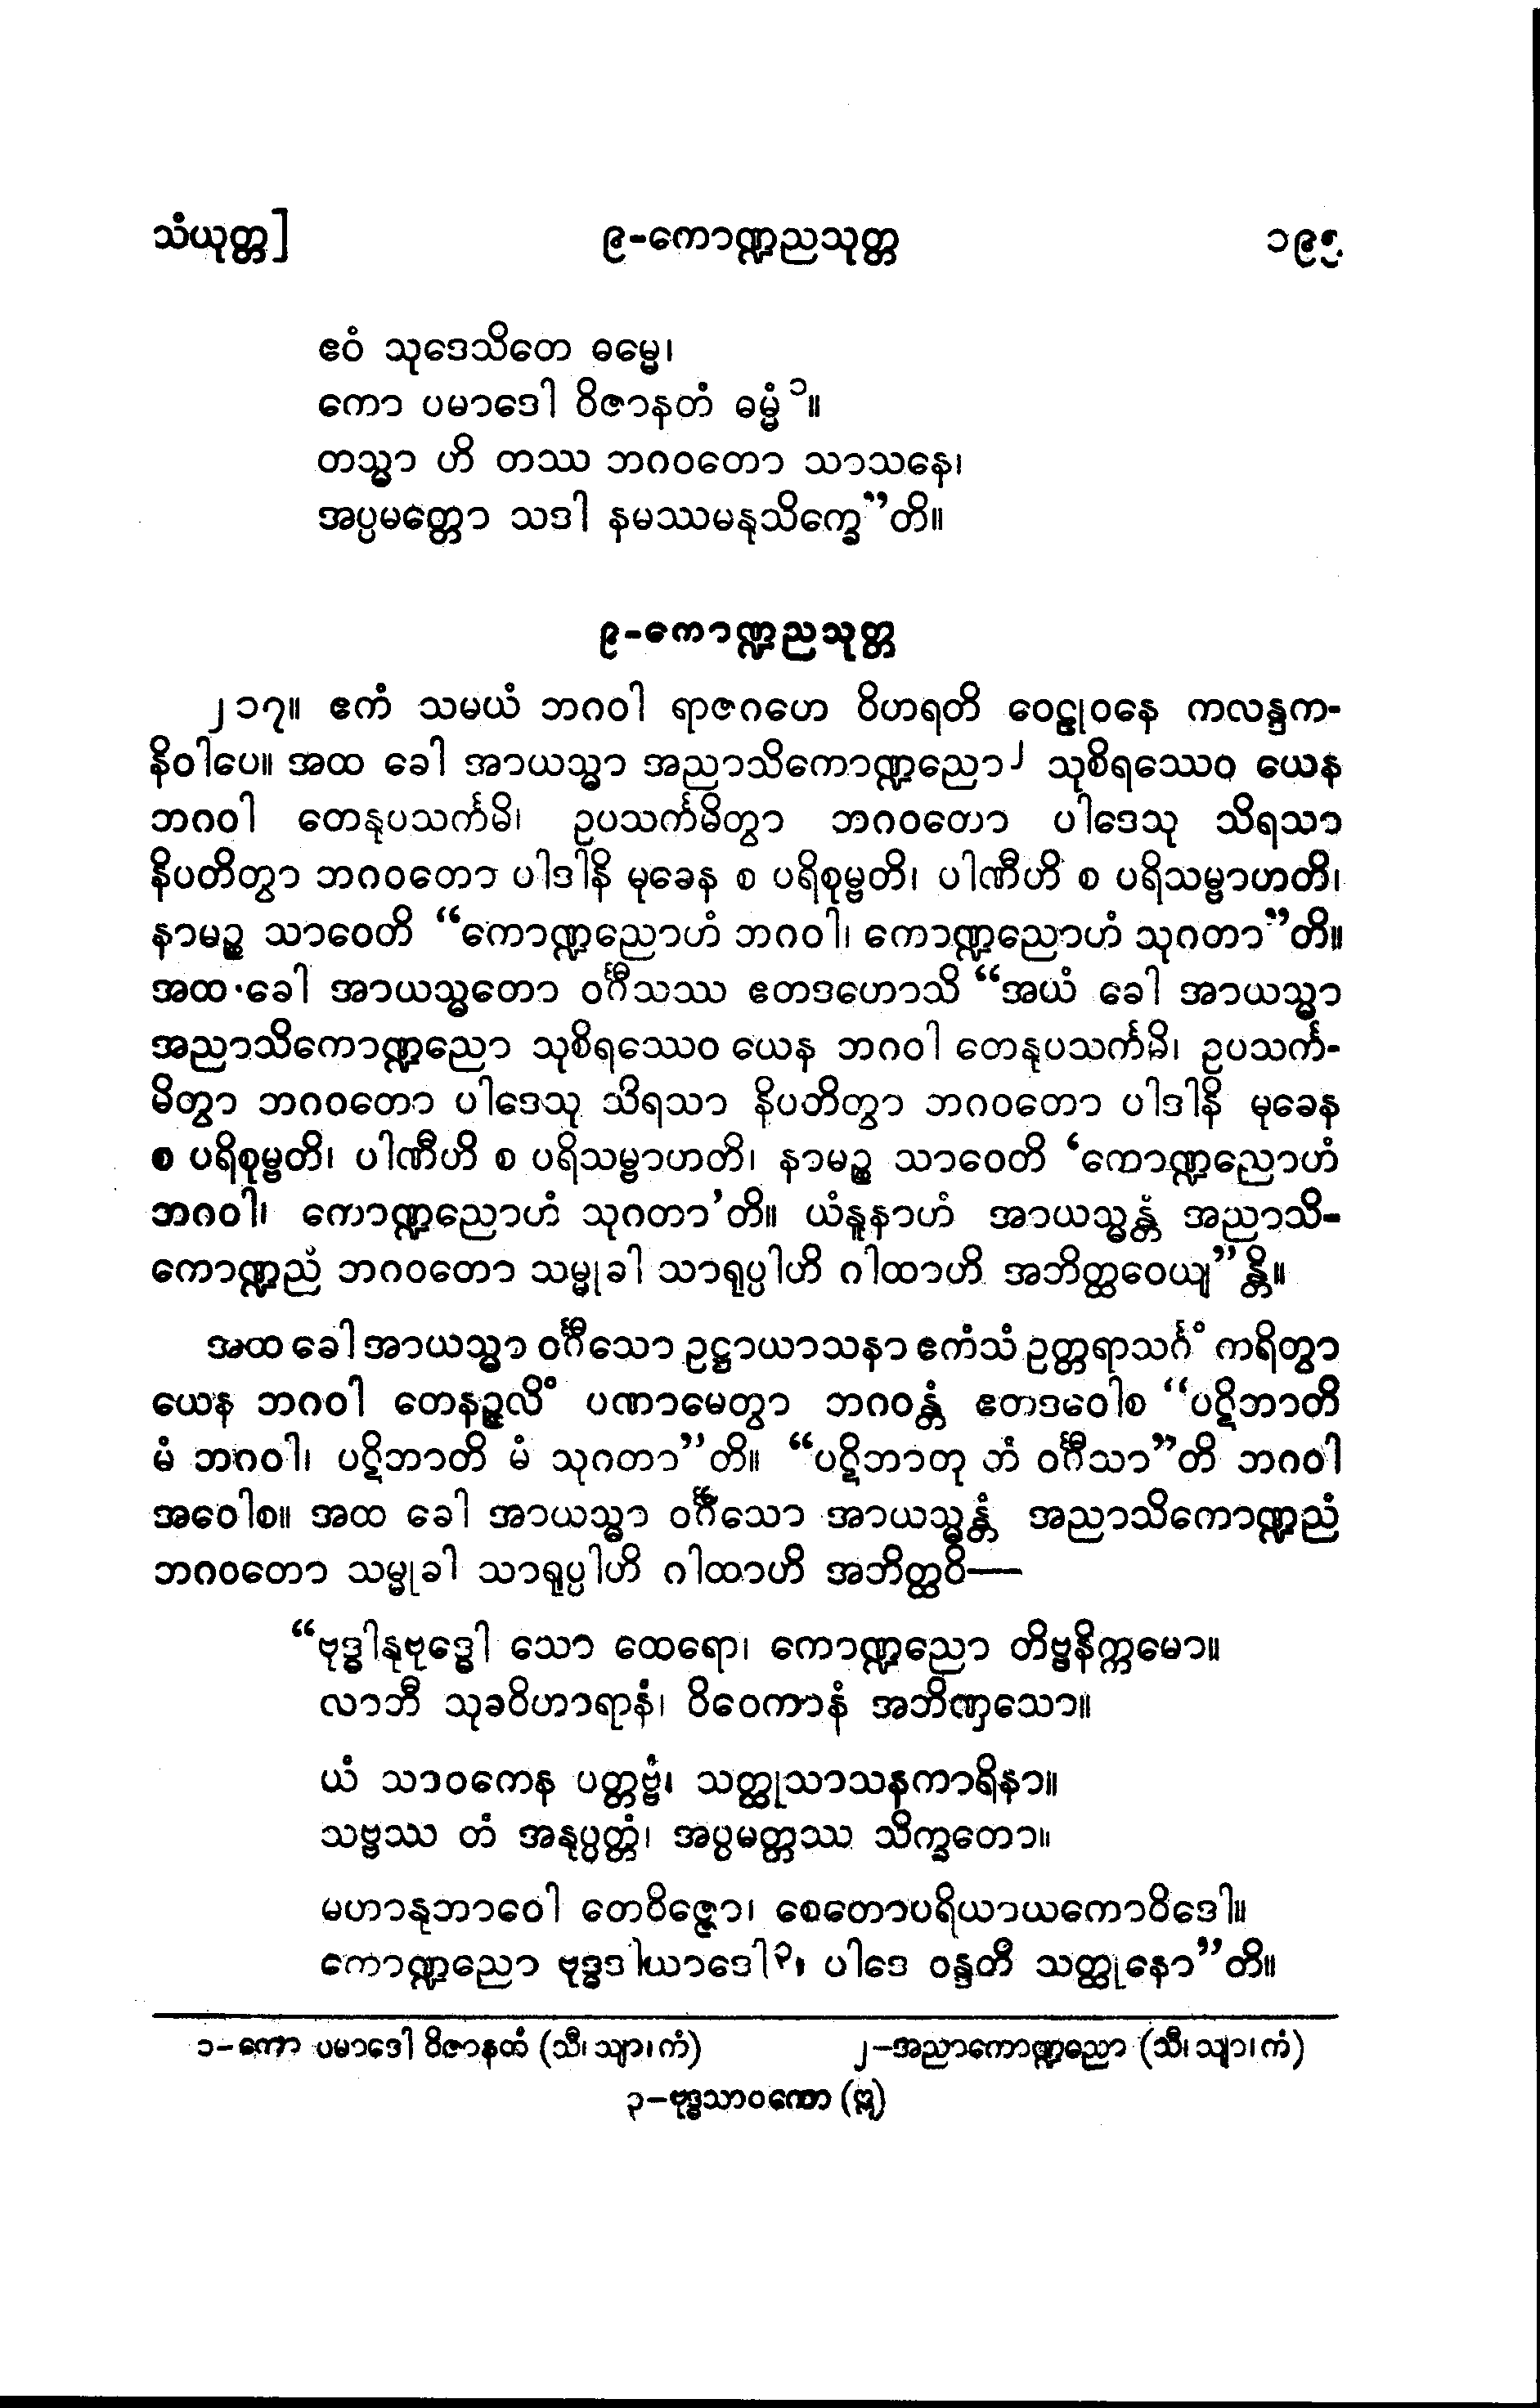 သံယုတ္တ]
၉-ကောဏ္ဍညသုတ္တ
၁၉၅
ဧဝံ သုဒေသိတေ ဓမ္မေ၊
ကော ပမာဒေါ ဝိဇာနတံ ဓမ္မံ၁။
တသ္မာ ဟိ တဿ ဘဂဝတော သာသနေ၊
အပ္ပမတ္တော သဒါ နမဿမနုသိက္ခေ”တိ။
၉-ကောဏ္ဍညသုတ္တ
၂၁၇။ ဧကံ သမယံ ဘဂဝါ ရာဇဂဟေ ဝိဟရတိ ဝေဠုဝနေ ကလန္ဒက-
နိဝါပေ။ အထ ခေါ အာယသ္မာ အညာသိကောဏ္ဍညော၂ သုစိရဿေဝ ယေန
ဘဂဝါ တေနုပသင်္ကမိ၊ ဥပသင်္ကမိတွာ ဘဂဝတော ပါဒေသု သိရသာ
နိပတိတွာ ဘဂဝတော ပါဒါနိ မုခေန စ ပရိစုမ္ဗတိ၊ ပါဏီဟိ စ ပရိသမ္ဗာဟတိ၊
နာမဉ္စ သာဝေတိ “ကောဏ္ဍညောဟံ ဘဂဝါ၊ ကောဏ္ဍညောဟံ သုဂတာ”တိ။
အထ ခေါ အာယသ္မတော ဝင်္ဂီသဿ ဧတဒဟောသိ “အယံ ခေါ အာယသ္မာ
အညာသိကောဏ္ဍညော သုစိရဿေဝ ယေန ဘဂဝါ တေနုပသင်္ကမိ၊ ဥပသင်္က-
မိတွာ ဘဂဝတော ပါဒေသု သိရသာ နိပတိတွာ ဘဂဝတော ပါဒါနိ မုခေန
စ ပရိစုမ္ဗတိ၊ ပါဏီဟိ စ ပရိသမ္ဗာဟတိ၊ နာမဉ္စ သာဝေတိ ‘ကောဏ္ဍညောဟံ
ဘဂဝါ၊ ကောဏ္ဍညောဟံ သုဂတာ’တိ။ ယံနူနာဟံ အာယသ္မန္တံ အညာသိ-
ကောဏ္ဍညံ ဘဂဝတော သမ္မုခါ သာရုပ္ပါဟိ ဂါထာဟိ အဘိတ္ထဝေယျ”န္တိ။
အထ ခေါ အာယသ္မာ ဝင်္ဂီသော ဥဋ္ဌာယာသနာ ဧကံသံ ဥတ္တရာသင်္ဂံ ကရိတွာ
ယေန ဘဂဝါ တေနဉ္ဇလိံ ပဏာမေတွာ ဘဂဝန္တံ ဧတဒဝေါစ “ပဋိဘာတိ
မံ ဘဂဝါ၊ ပဋိဘာတိ မံ သုဂတာ”တိ။ “ပဋိဘာတု တံ ဝင်္ဂီသာ”တိ ဘဂဝါ
အဝေါစ။ အထ ခေါ အာယသ္မာ ဝင်္ဂီသော အာယသ္မန္တံ အညာသိကောဏ္ဍညံ
ဘဂဝတော သမ္မုခါ သာရုပ္ပါဟိ ဂါထာဟိ အဘိတ္ထဝိ—
“ဗုဒ္ဓါနုဗုဒ္ဓေါ သော ထေရော၊ ကောဏ္ဍညော တိဗ္ဗနိက္ကမော။
လာဘီ သုခဝိဟာရာနံ၊ ဝိဝေကာနံ အဘိဏှသော။
ယံ သာဝကေန ပတ္တဗ္ဗံ၊ သတ္ထုသာသနကာရိနာ။
သဗ္ဗဿ တံ အနုပ္ပတ္တံ၊ အပ္ပမတ္တဿ သိက္ခတော။
မဟာနုဘာဝေါ တေဝိဇ္ဇော၊ စေတောပရိယာယကောဝိဒေါ။
ကောဏ္ဍညော ဗုဒ္ဓဒါယာဒေါ၃၊ ပါဒေ ဝန္ဒတိ သတ္ထုနော”တိ။
၁-ကော ပမာဒေါ ဝိဇာနထံ (သီ၊ သျာ၊ ကံ)
၂-အညာကောဏ္ဍညော (သီ၊ သျာ၊ ကံ)
၃-ဗုဒ္ဓသာဝကော (ဣ)